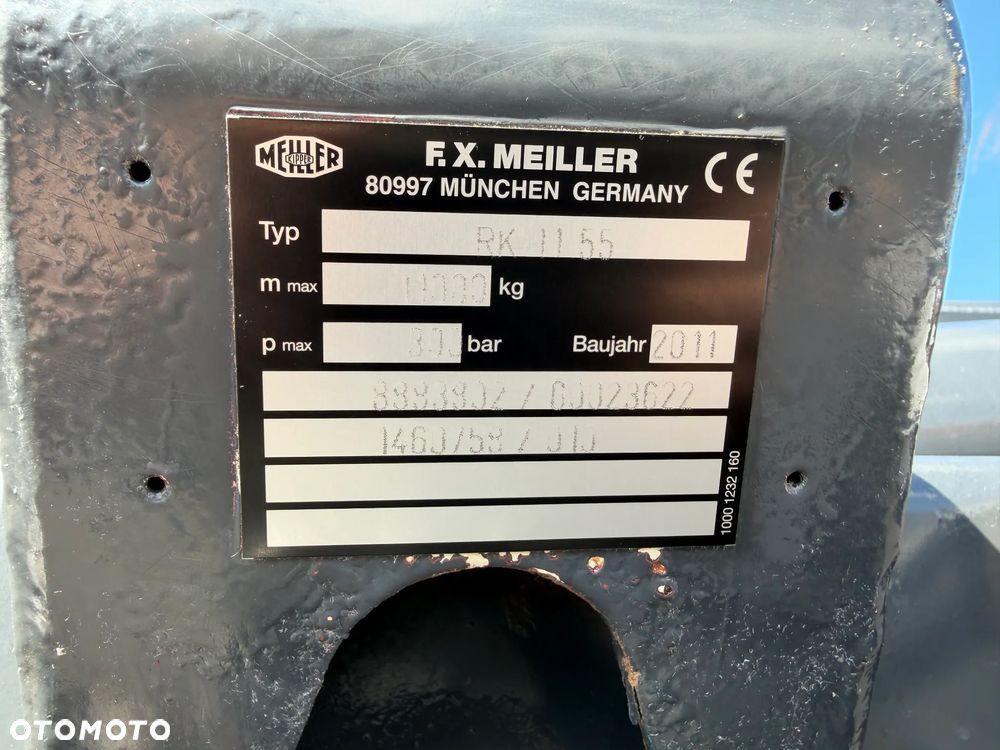 MEILLER
KIPPER
F.X. MEILLER
80997 MÜNCHEN GERMANY
CE
Typ RK 11.55
m max kg
p max bar Baujahr 2011
1000 1232 160
OTOMOTO